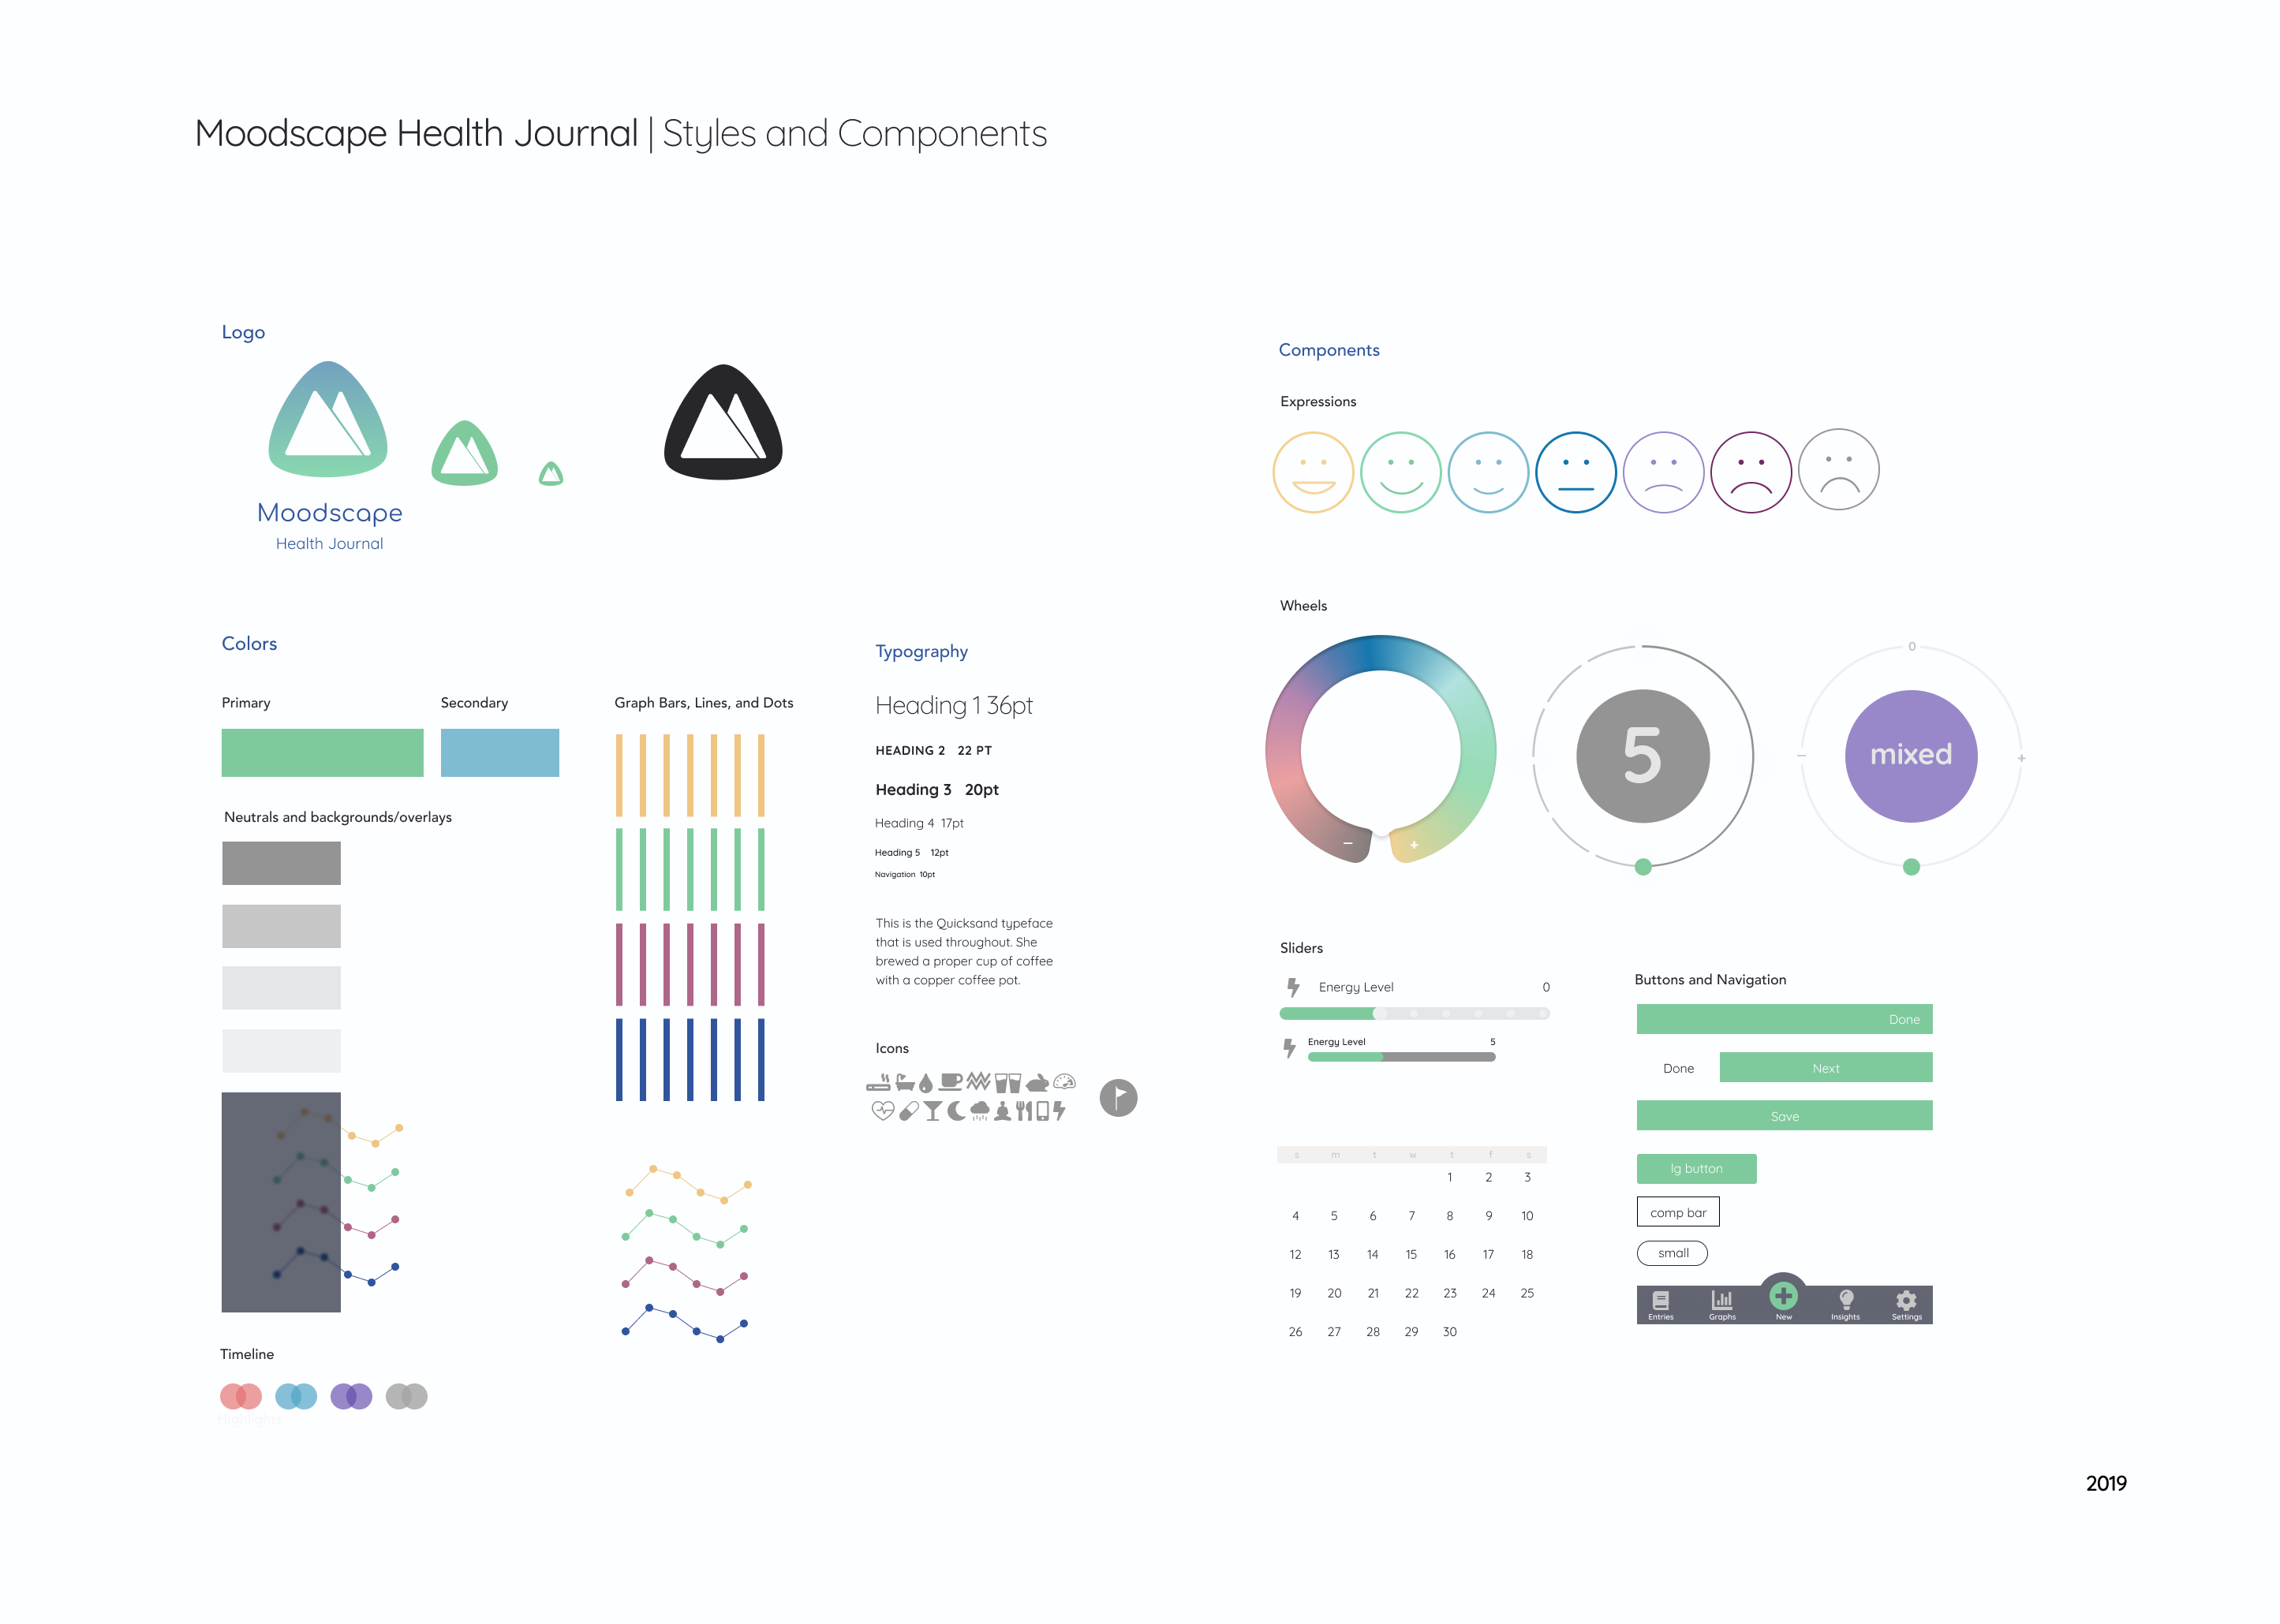 Moodscape Health Journal | Styles and Components
Logo
Moodscape
Health Journal
Colors
Primary
Secondary
Graph Bars, Lines, and Dots
Neutrals and backgrounds/overlays
Timeline
Highlights
Typography
Heading 1 36pt
HEADING 2 22 PT
Heading 3 20pt
Heading 4 17pt
Heading 5 12pt
Navigation 10pt
This is the Quicksand typeface
that is used throughout. She
brewed a proper cup of coffee
with a copper coffee pot.
Icons
Components
Expressions
Wheels
− +
5
0
− mixed +
Sliders
Energy Level 0
Energy Level 5
s m t w t f s
1 2 3
4 5 6 7 8 9 10
12 13 14 15 16 17 18
19 20 21 22 23 24 25
26 27 28 29 30
Buttons and Navigation
Done
Done Next
Save
lg button
comp bar
small
Entries Graphs New Insights Settings
2019